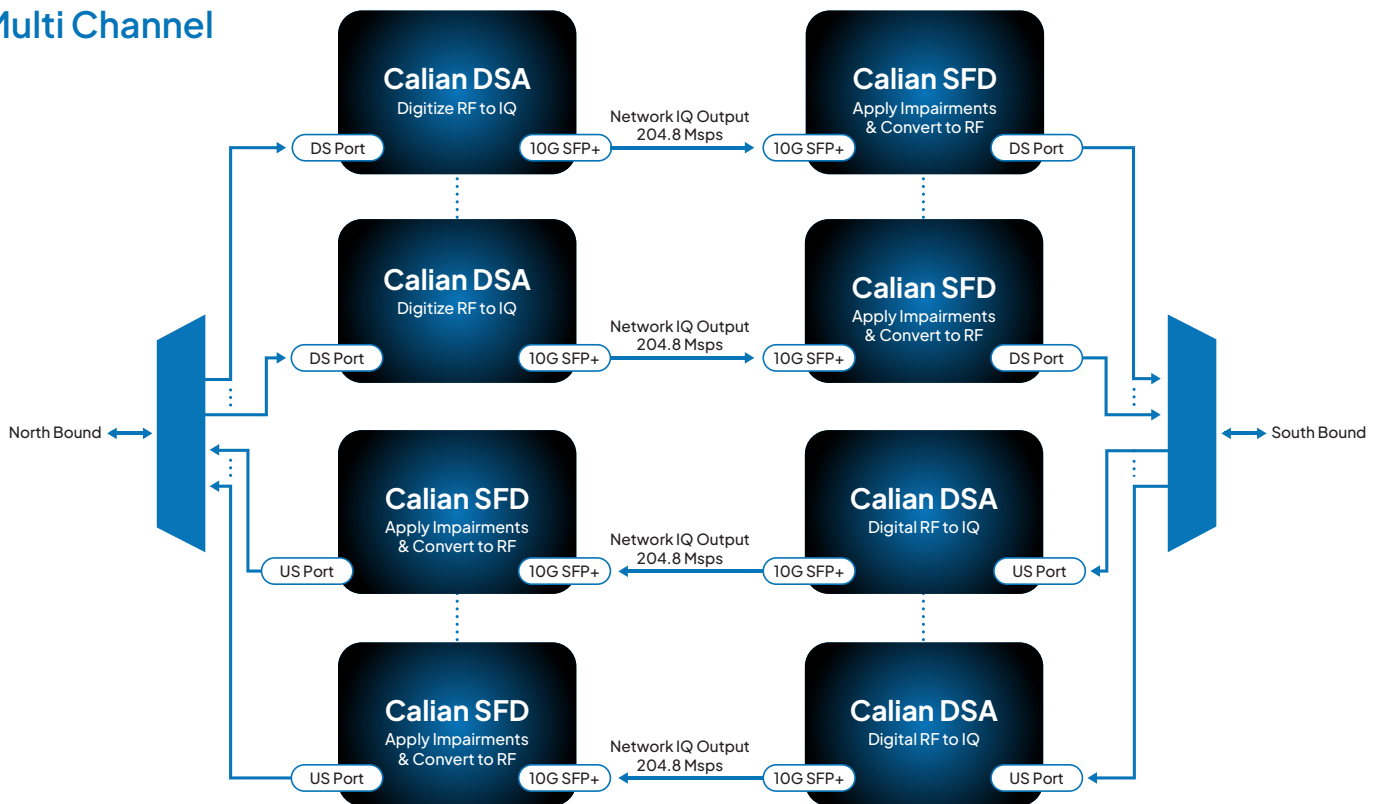 Multi Channel
Calian DSA
Digitize RF to IQ
DS Port
10G SFP+
Network IQ Output
204.8 Msps
Calian SFD
Apply Impairments
& Convert to RF
10G SFP+
DS Port
Calian DSA
Digitize RF to IQ
DS Port
10G SFP+
Network IQ Output
204.8 Msps
Calian SFD
Apply Impairments
& Convert to RF
10G SFP+
DS Port
North Bound
South Bound
Calian SFD
Apply Impairments
& Convert to RF
US Port
10G SFP+
Network IQ Output
204.8 Msps
Calian DSA
Digital RF to IQ
10G SFP+
US Port
Calian SFD
Apply Impairments
& Convert to RF
US Port
10G SFP+
Network IQ Output
204.8 Msps
Calian DSA
Digital RF to IQ
10G SFP+
US Port